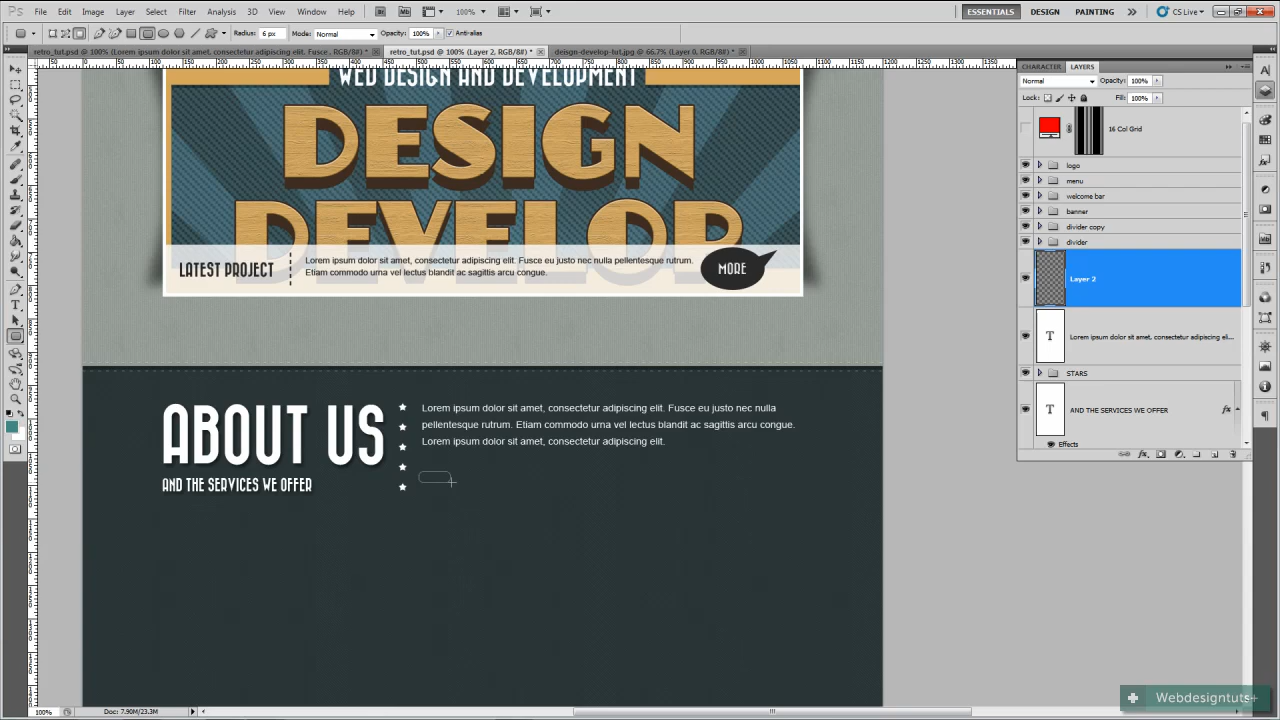 Ps File Edit Image Layer Select Filter Analysis 3D View Window Help Br Mb 100% ESSENTIALS DESIGN PAINTING CS Live
Radius: 6 px Mode: Normal Opacity: 100% Anti-alias
retro_tut.psd @ 100% (Lorem ipsum dolor sit amet, consectetur adipiscing elit. Fusce , RGB/8#) * retro_tut.psd @ 100% (Layer 2, RGB/8#) * design-develop-tut.jpg @ 66.7% (Layer 0, RGB/8#) *
CHARACTER LAYERS
Normal Opacity: 100%
Lock: Fill: 100%
16 Col Grid
logo
menu
welcome bar
banner
divider copy
divider
Layer 2
T Lorem ipsum dolor sit amet, consectetur adipiscing eli...
STARS
T AND THE SERVICES WE OFFER fx
Effects
WEB DESIGN AND DEVELOPMENT
DESIGN
DEVELOP
LATEST PROJECT
Lorem ipsum dolor sit amet, consectetur adipiscing elit. Fusce eu justo nec nulla pellentesque rutrum.
Etiam commodo urna vel lectus blandit ac sagittis arcu congue.
MORE
ABOUT US
AND THE SERVICES WE OFFER
Lorem ipsum dolor sit amet, consectetur adipiscing elit. Fusce eu justo nec nulla
pellentesque rutrum. Etiam commodo urna vel lectus blandit ac sagittis arcu congue.
Lorem ipsum dolor sit amet, consectetur adipiscing elit.
100% Doc: 7.90M/23.3M
Webdesigntuts+